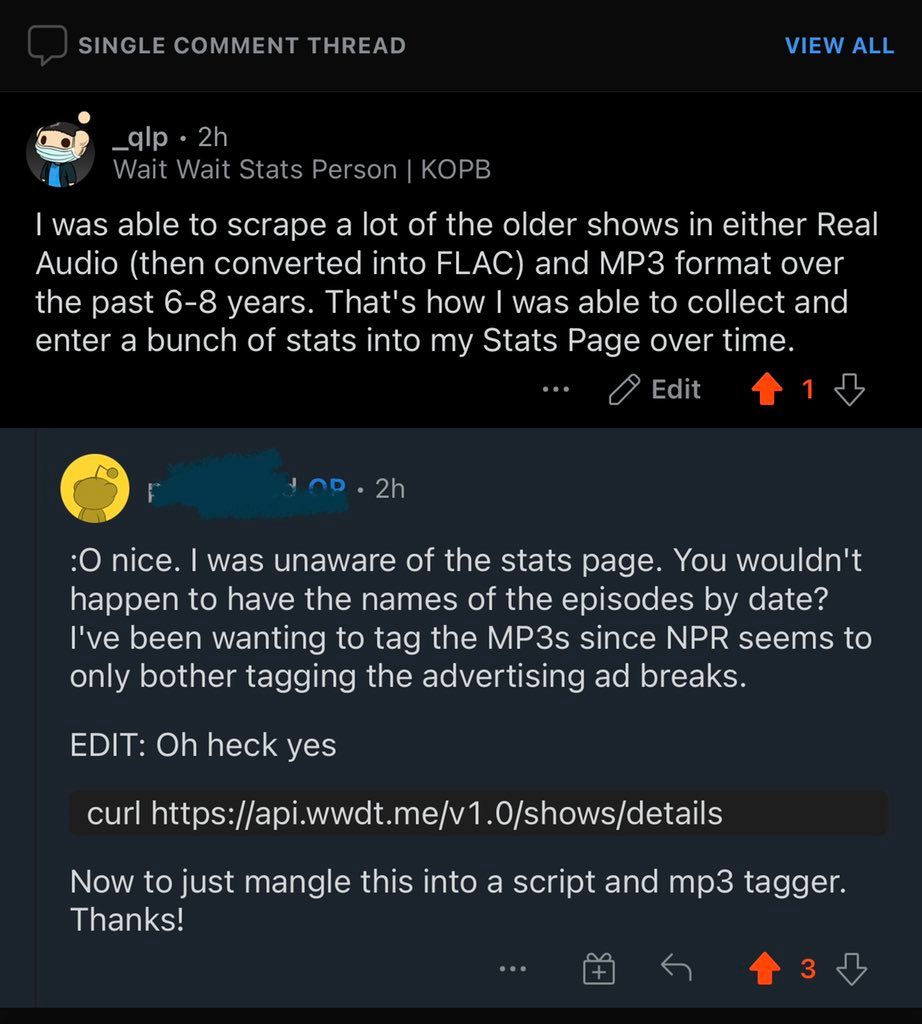 SINGLE COMMENT THREAD
VIEW ALL
_qlp • 2h
Wait Wait Stats Person | KOPB
I was able to scrape a lot of the older shows in either Real
Audio (then converted into FLAC) and MP3 format over
the past 6-8 years. That's how I was able to collect and
enter a bunch of stats into my Stats Page over time.
... Edit 1
OP • 2h
:O nice. I was unaware of the stats page. You wouldn't
happen to have the names of the episodes by date?
I've been wanting to tag the MP3s since NPR seems to
only bother tagging the advertising ad breaks.
EDIT: Oh heck yes
curl https://api.wwdt.me/v1.0/shows/details
Now to just mangle this into a script and mp3 tagger.
Thanks!
... 3